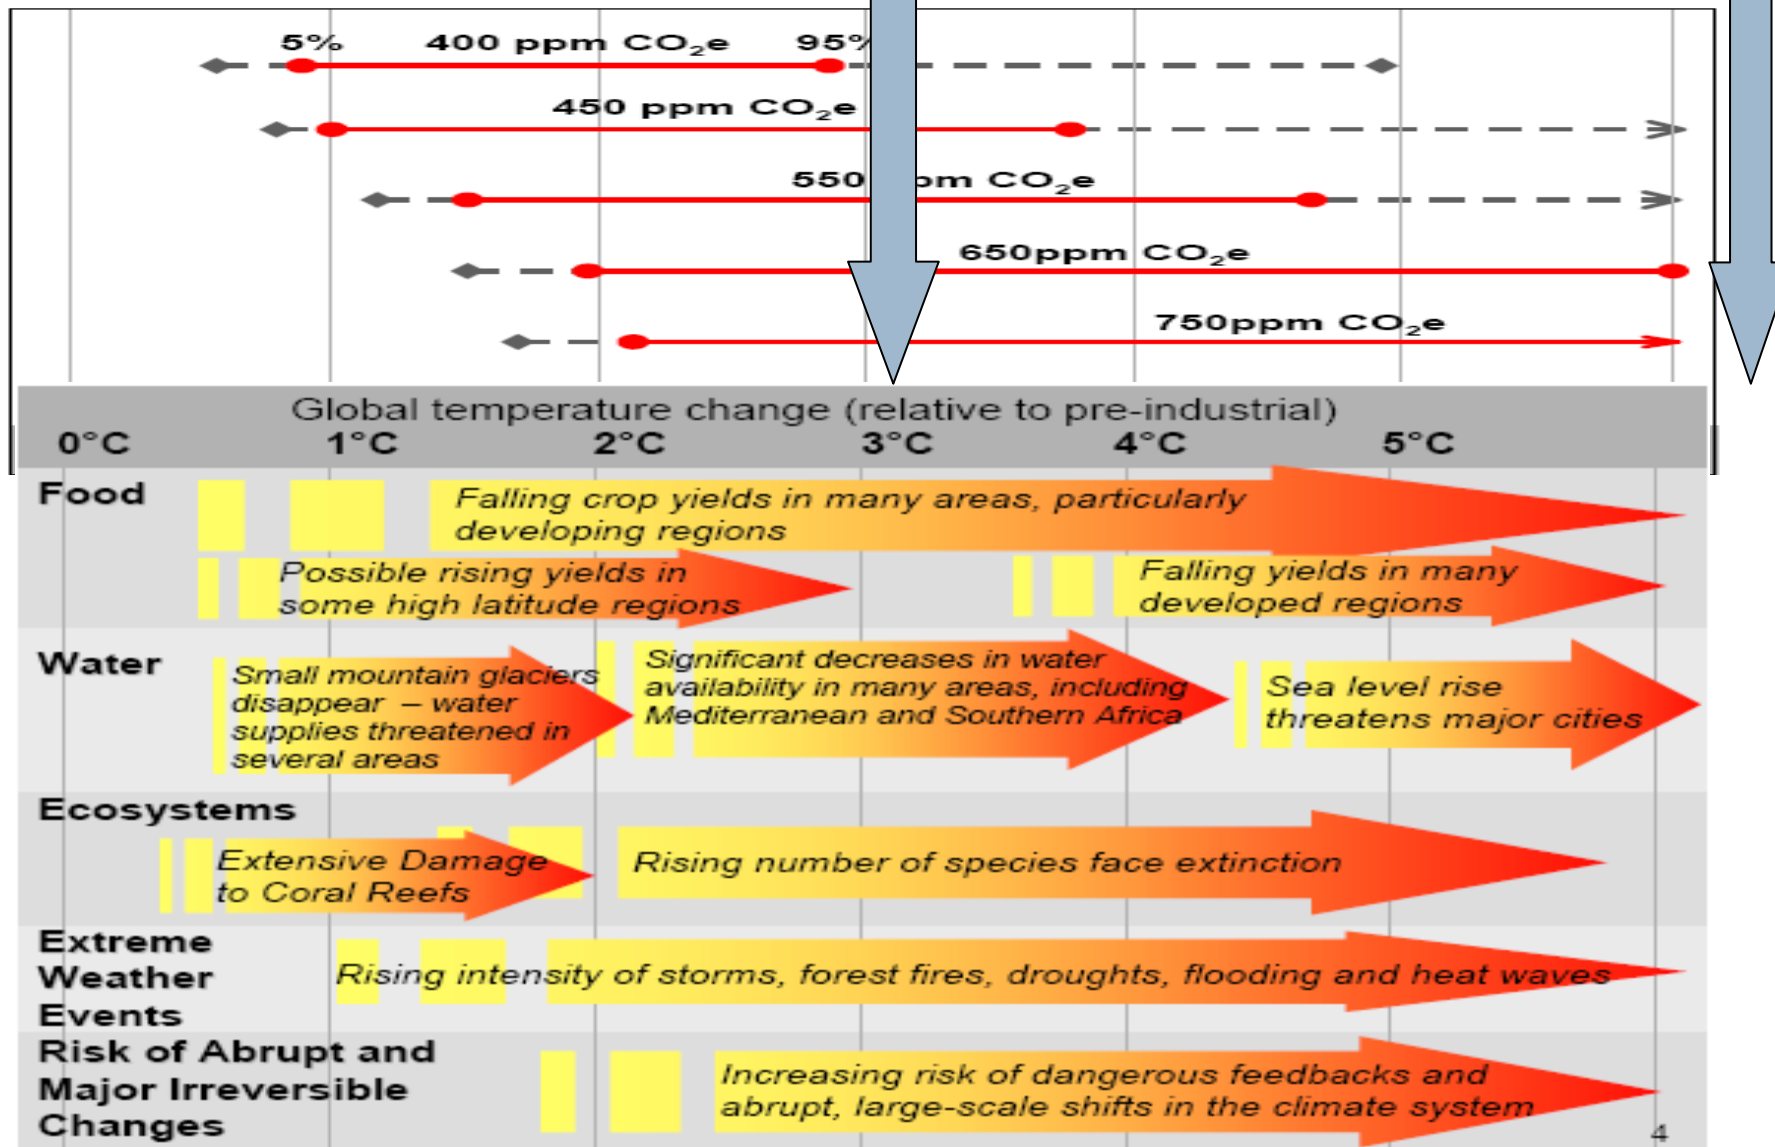 5% 400 ppm CO₂e 95%
450 ppm CO₂e
550 ppm CO₂e
650ppm CO₂e
750ppm CO₂e
Global temperature change (relative to pre-industrial)
0°C 1°C 2°C 3°C 4°C 5°C
Food
Falling crop yields in many areas, particularly
developing regions
Possible rising yields in
some high latitude regions
Falling yields in many
developed regions
Water
Small mountain glaciers
disappear – water
supplies threatened in
several areas
Significant decreases in water
availability in many areas, including
Mediterranean and Southern Africa
Sea level rise
threatens major cities
Ecosystems
Extensive Damage
to Coral Reefs
Rising number of species face extinction
Extreme
Weather
Events
Rising intensity of storms, forest fires, droughts, flooding and heat waves
Risk of Abrupt and
Major Irreversible
Changes
Increasing risk of dangerous feedbacks and
abrupt, large-scale shifts in the climate system
4